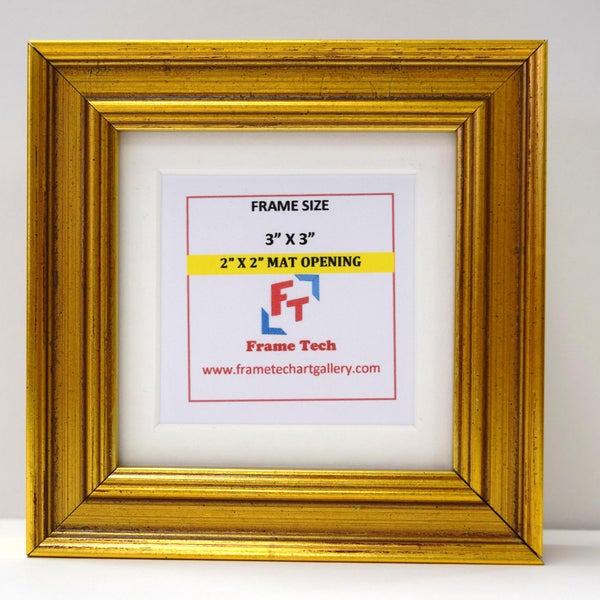 FRAME SIZE
3” X 3”
2” X 2” MAT OPENING
FT
Frame Tech
www.frametechartgallery.com